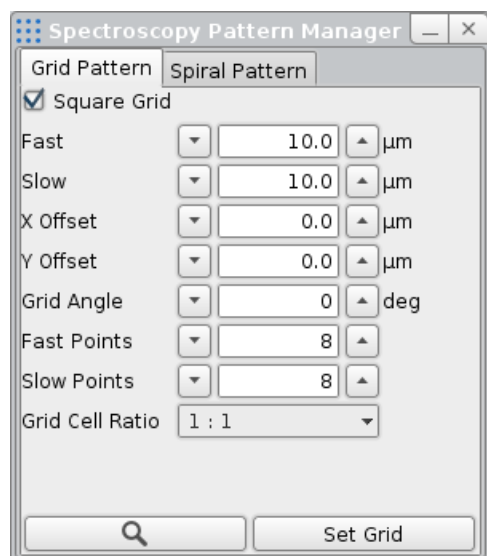 Spectroscopy Pattern Manager
Grid Pattern Spiral Pattern
Square Grid
Fast 10.0 µm
Slow 10.0 µm
X Offset 0.0 µm
Y Offset 0.0 µm
Grid Angle 0 deg
Fast Points 8
Slow Points 8
Grid Cell Ratio 1 : 1
Set Grid